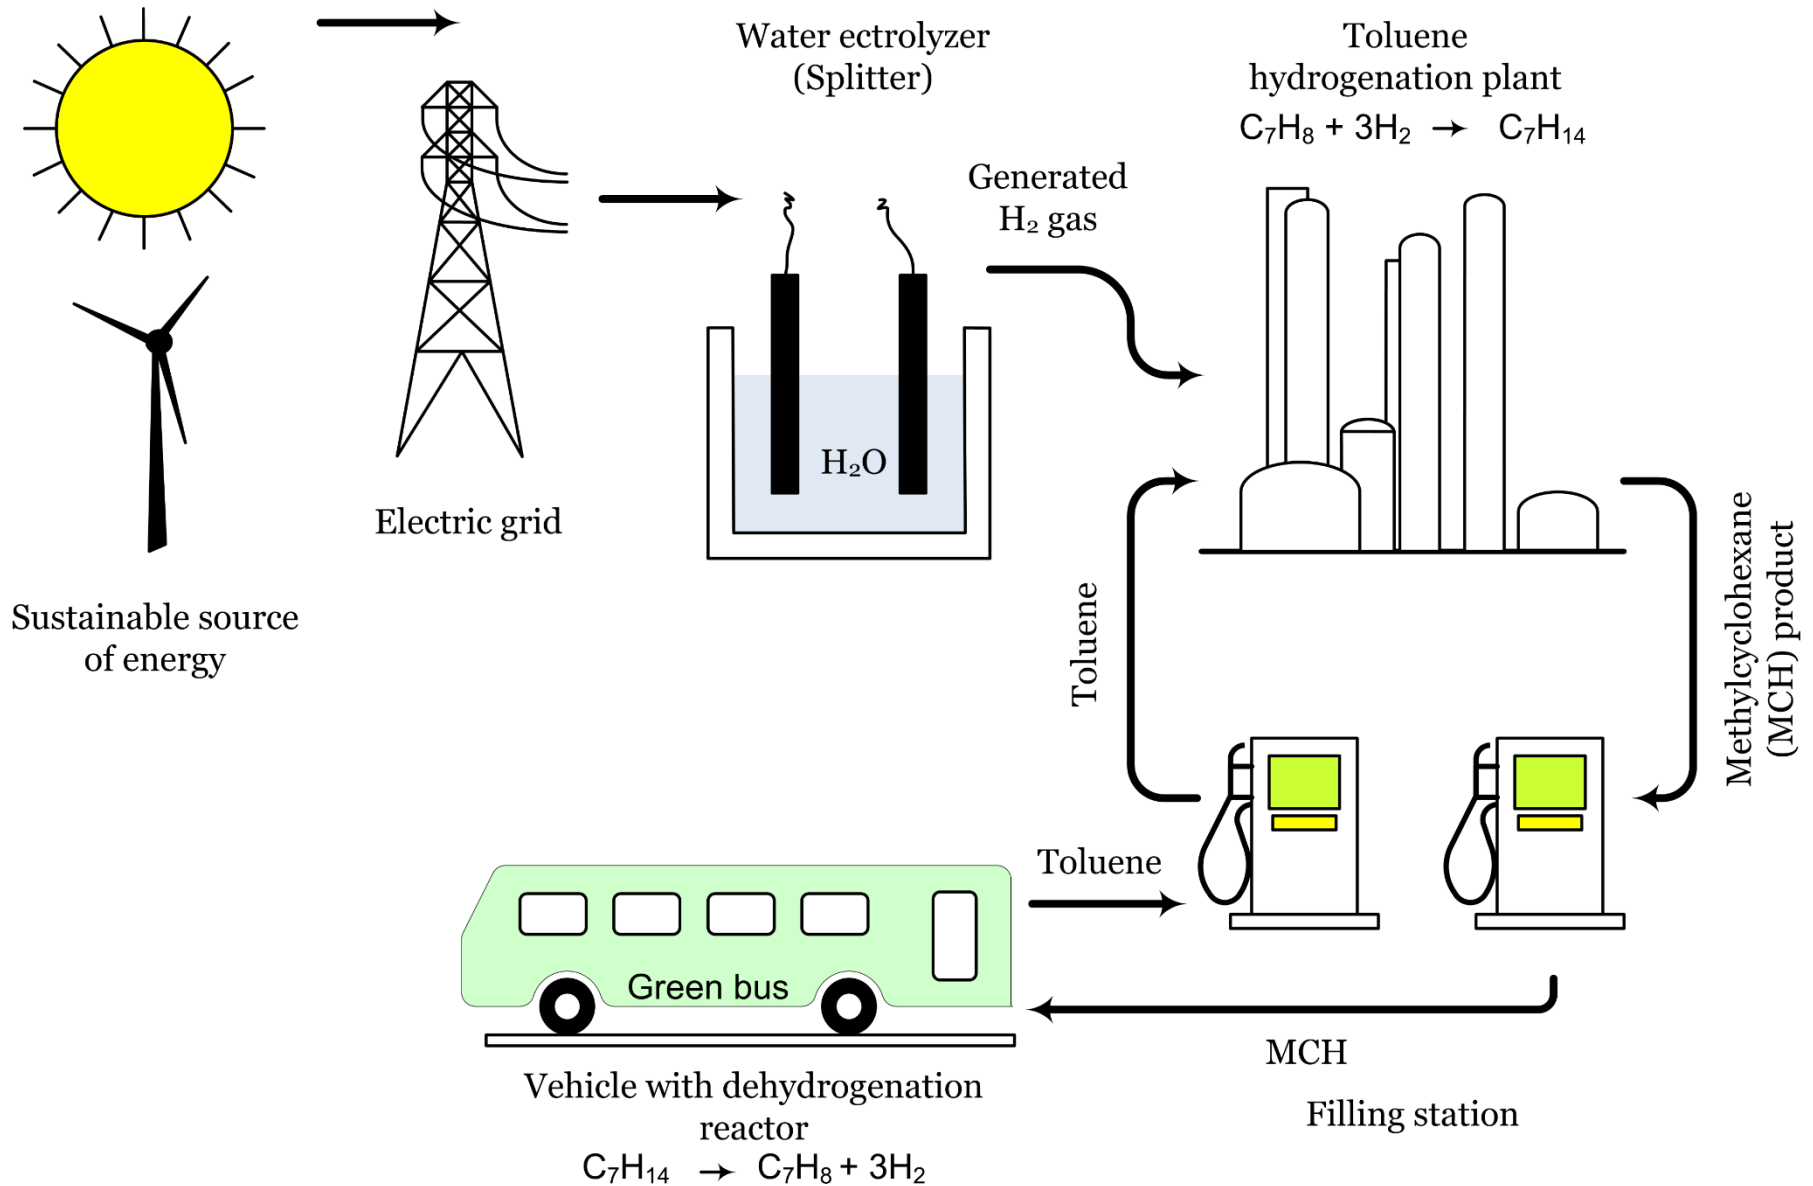 Water ectrolyzer
(Splitter)
Toluene
hydrogenation plant
C₇H₈ + 3H₂ → C₇H₁₄
Generated
H₂ gas
H₂O
Electric grid
Sustainable source
of energy
Toluene
Methylcyclohexane
(MCH) product
Toluene
Green bus
MCH
Vehicle with dehydrogenation
reactor
C₇H₁₄ → C₇H₈ + 3H₂
Filling station